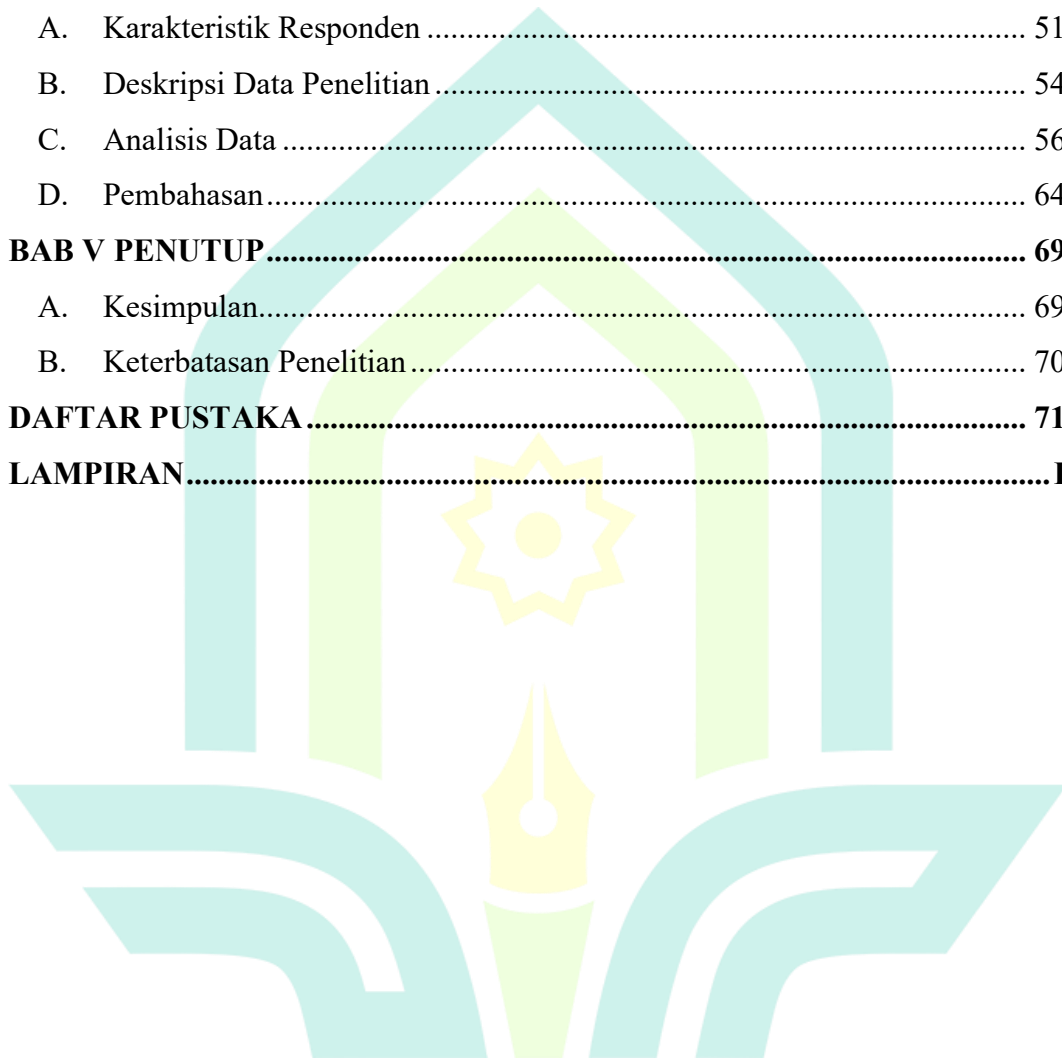 A. Karakteristik Responden ........................................................................... 51
B. Deskripsi Data Penelitian .......................................................................... 54
C. Analisis Data ............................................................................................. 56
D. Pembahasan ............................................................................................... 64
BAB V PENUTUP ............................................................................................... 69
A. Kesimpulan ................................................................................................ 69
B. Keterbatasan Penelitian ............................................................................. 70
DAFTAR PUSTAKA .......................................................................................... 71
LAMPIRAN ............................................................................................................ I